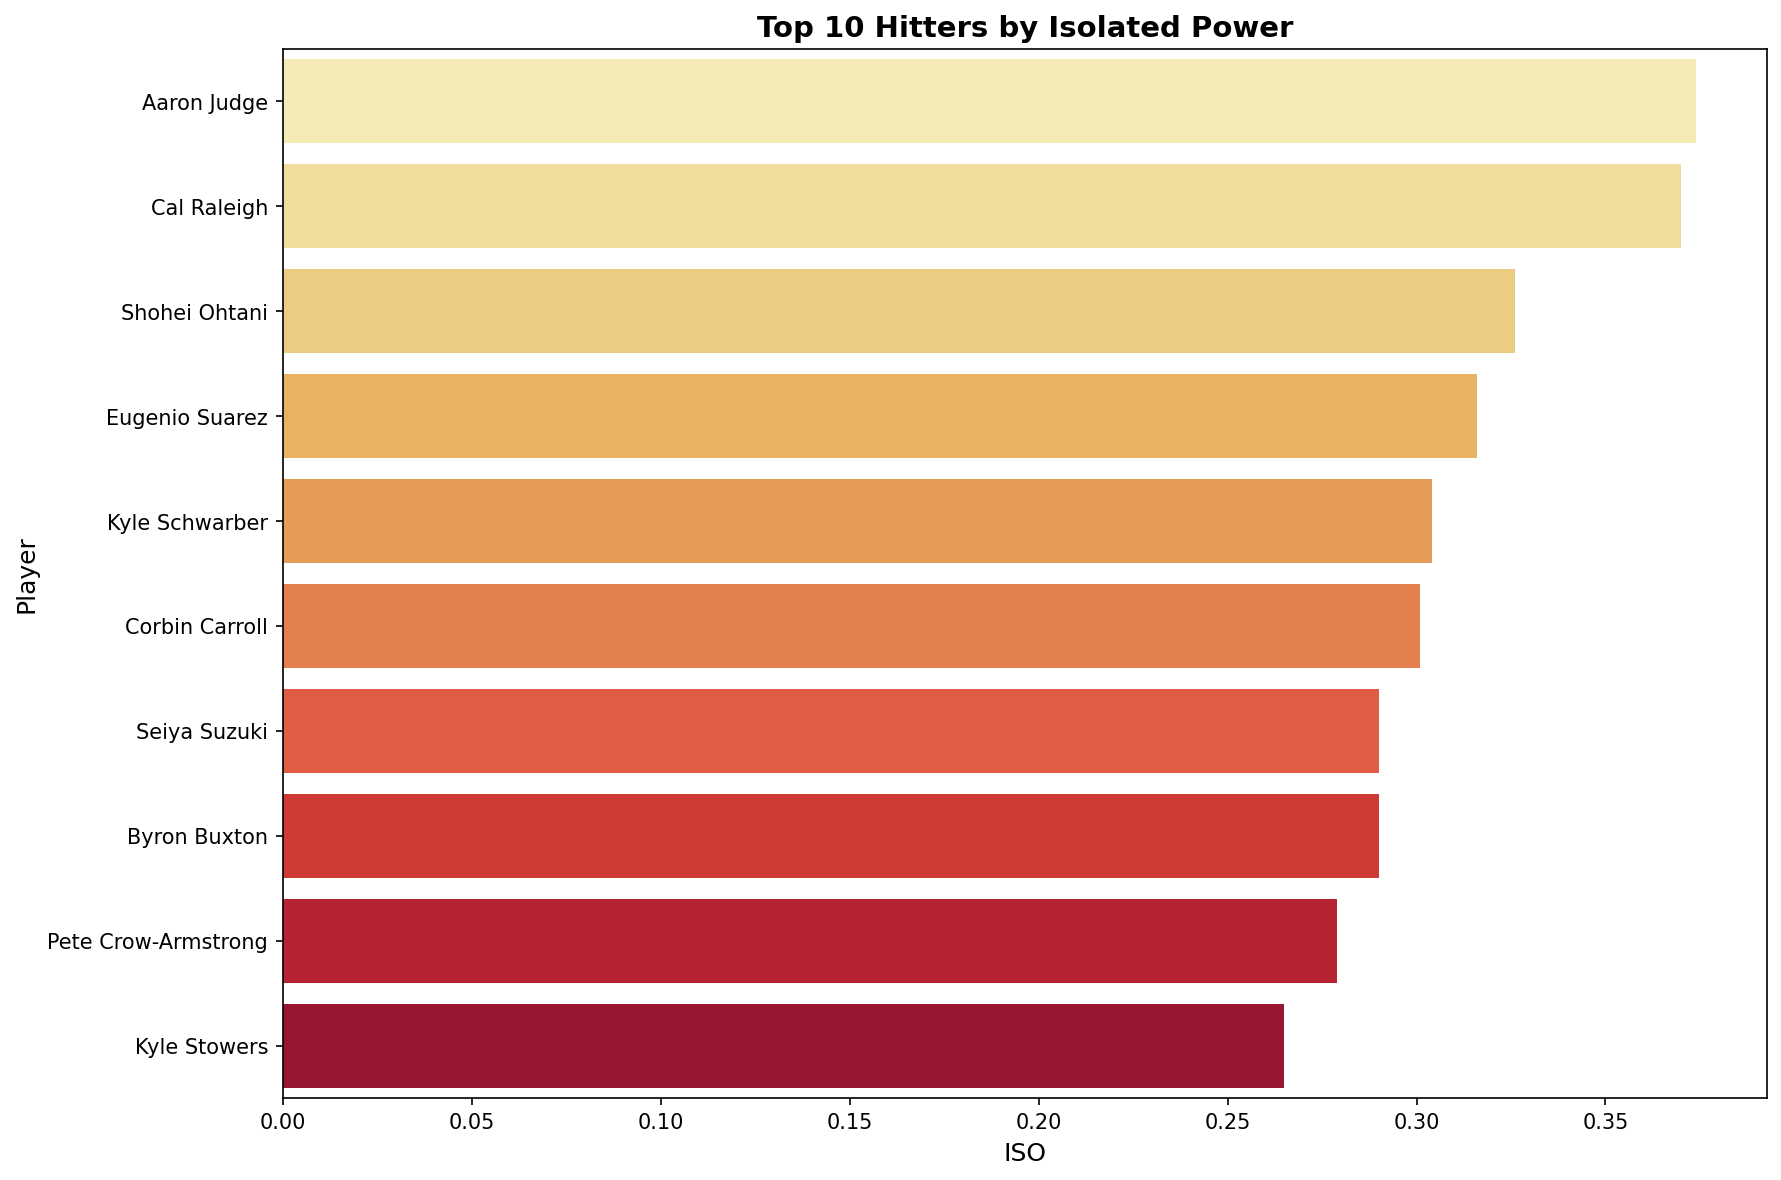 Top 10 Hitters by Isolated Power
Aaron Judge
Cal Raleigh
Shohei Ohtani
Eugenio Suarez
Kyle Schwarber
Corbin Carroll
Seiya Suzuki
Byron Buxton
Pete Crow-Armstrong
Kyle Stowers
Player
0.00 0.05 0.10 0.15 0.20 0.25 0.30 0.35
ISO